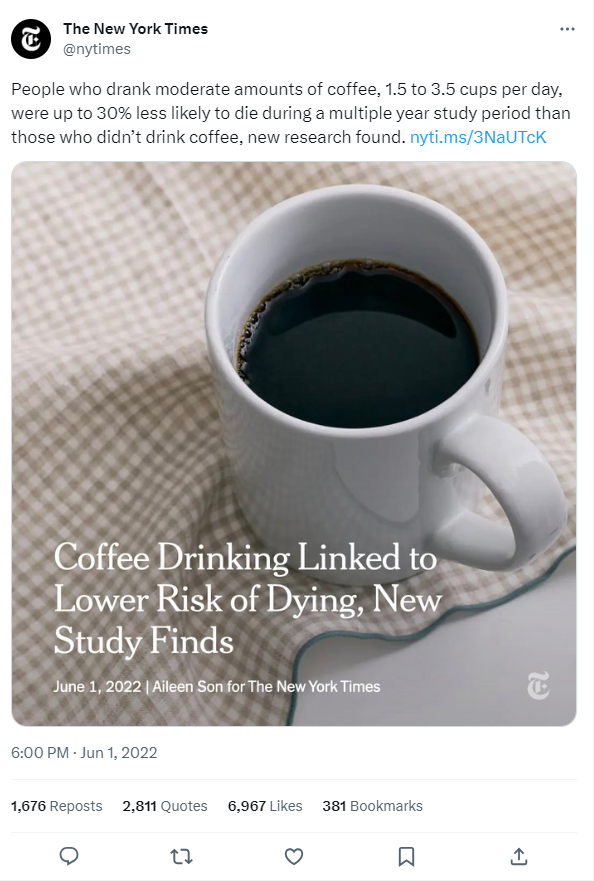 The New York Times
@nytimes
People who drank moderate amounts of coffee, 1.5 to 3.5 cups per day,
were up to 30% less likely to die during a multiple year study period than
those who didn’t drink coffee, new research found. nyti.ms/3NaUTcK
Coffee Drinking Linked to
Lower Risk of Dying, New
Study Finds
June 1, 2022 | Aileen Son for The New York Times
6:00 PM · Jun 1, 2022
1,676 Reposts 2,811 Quotes 6,967 Likes 381 Bookmarks